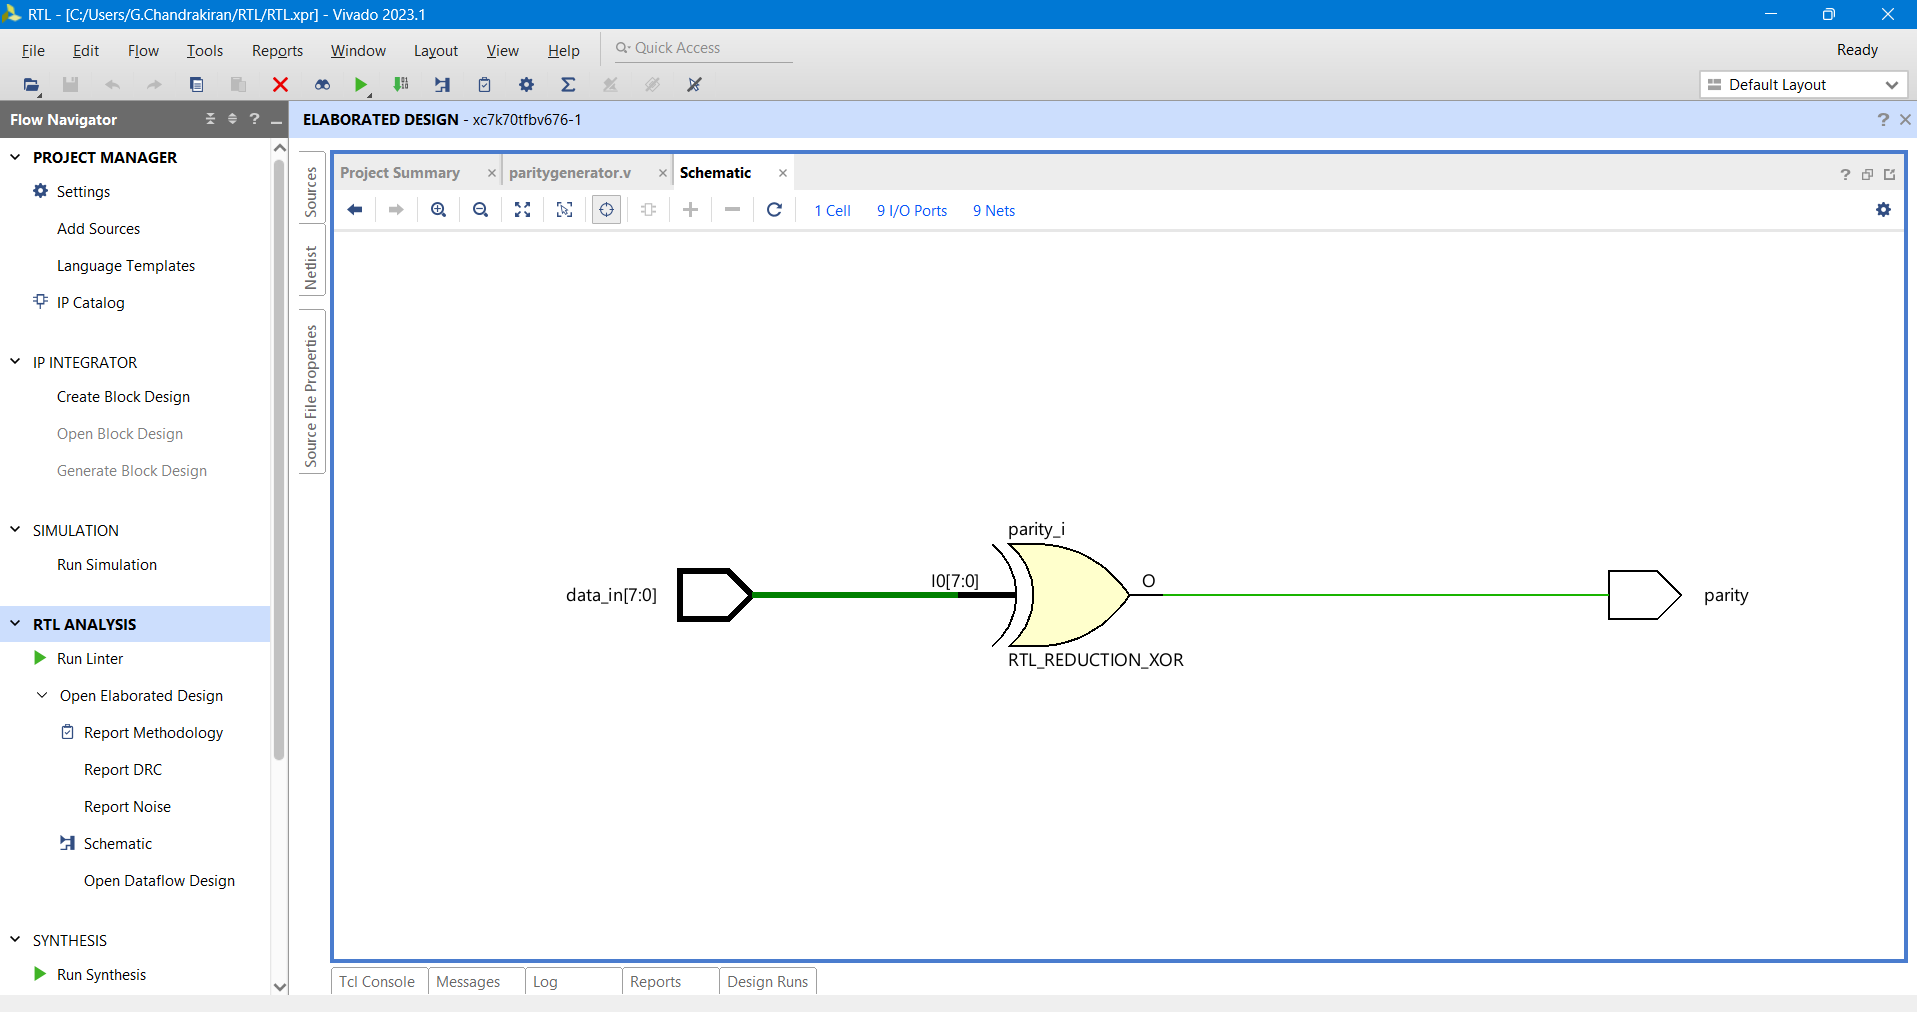 RTL - [C:/Users/G.Chandrakiran/RTL/RTL.xpr] - Vivado 2023.1
File Edit Flow Tools Reports Window Layout View Help Quick Access Ready
Default Layout
Flow Navigator ? ELABORATED DESIGN - xc7k70tfbv676-1 ?
PROJECT MANAGER
Settings
Add Sources
Language Templates
IP Catalog
IP INTEGRATOR
Create Block Design
Open Block Design
Generate Block Design
SIMULATION
Run Simulation
RTL ANALYSIS
Run Linter
Open Elaborated Design
Report Methodology
Report DRC
Report Noise
Schematic
Open Dataflow Design
SYNTHESIS
Run Synthesis
Sources
Netlist
Source File Properties
Project Summary paritygenerator.v Schematic ?
1 Cell 9 I/O Ports 9 Nets
parity_i
data_in[7:0] I0[7:0] O parity
RTL_REDUCTION_XOR
Tcl Console Messages Log Reports Design Runs